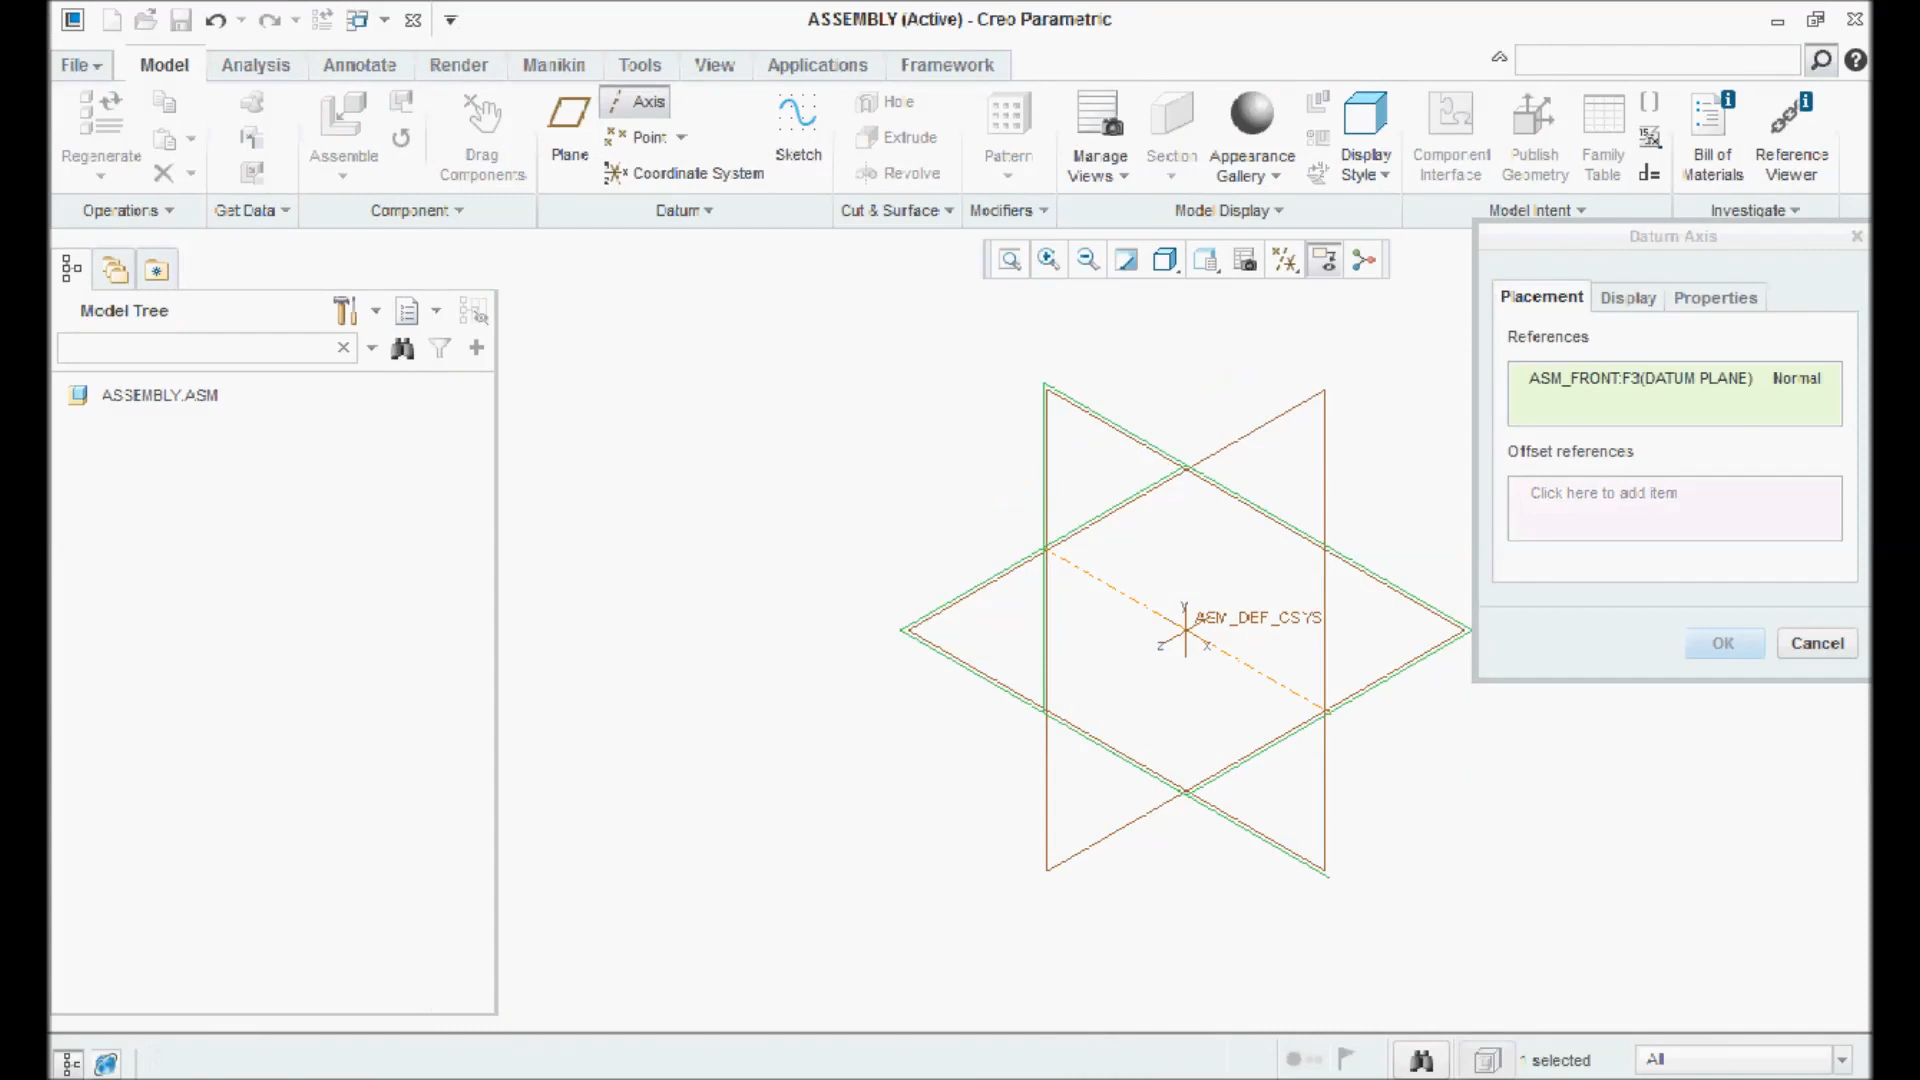 ASSEMBLY (Active) - Creo Parametric
File
Model
Analysis
Annotate
Render
Manikin
Tools
View
Applications
Framework
Regenerate
Assemble
Drag
Components
Plane
Axis
Point
Coordinate System
Sketch
Hole
Extrude
Revolve
Pattern
Manage
Views
Section
Appearance
Gallery
Display
Style
Component
Interface
Publish
Geometry
Family
Table
[ ]
d=
Bill of
Materials
Reference
Viewer
Operations
Get Data
Component
Datum
Cut & Surface
Modifiers
Model Display
Model Intent
Investigate
Model Tree
ASSEMBLY.ASM
Y
ASM_DEF_CSYS
Z
X
Datum Axis
Placement
Display
Properties
References
ASM_FRONT:F3(DATUM PLANE) Normal
Offset references
Click here to add item
OK
Cancel
1 selected
All